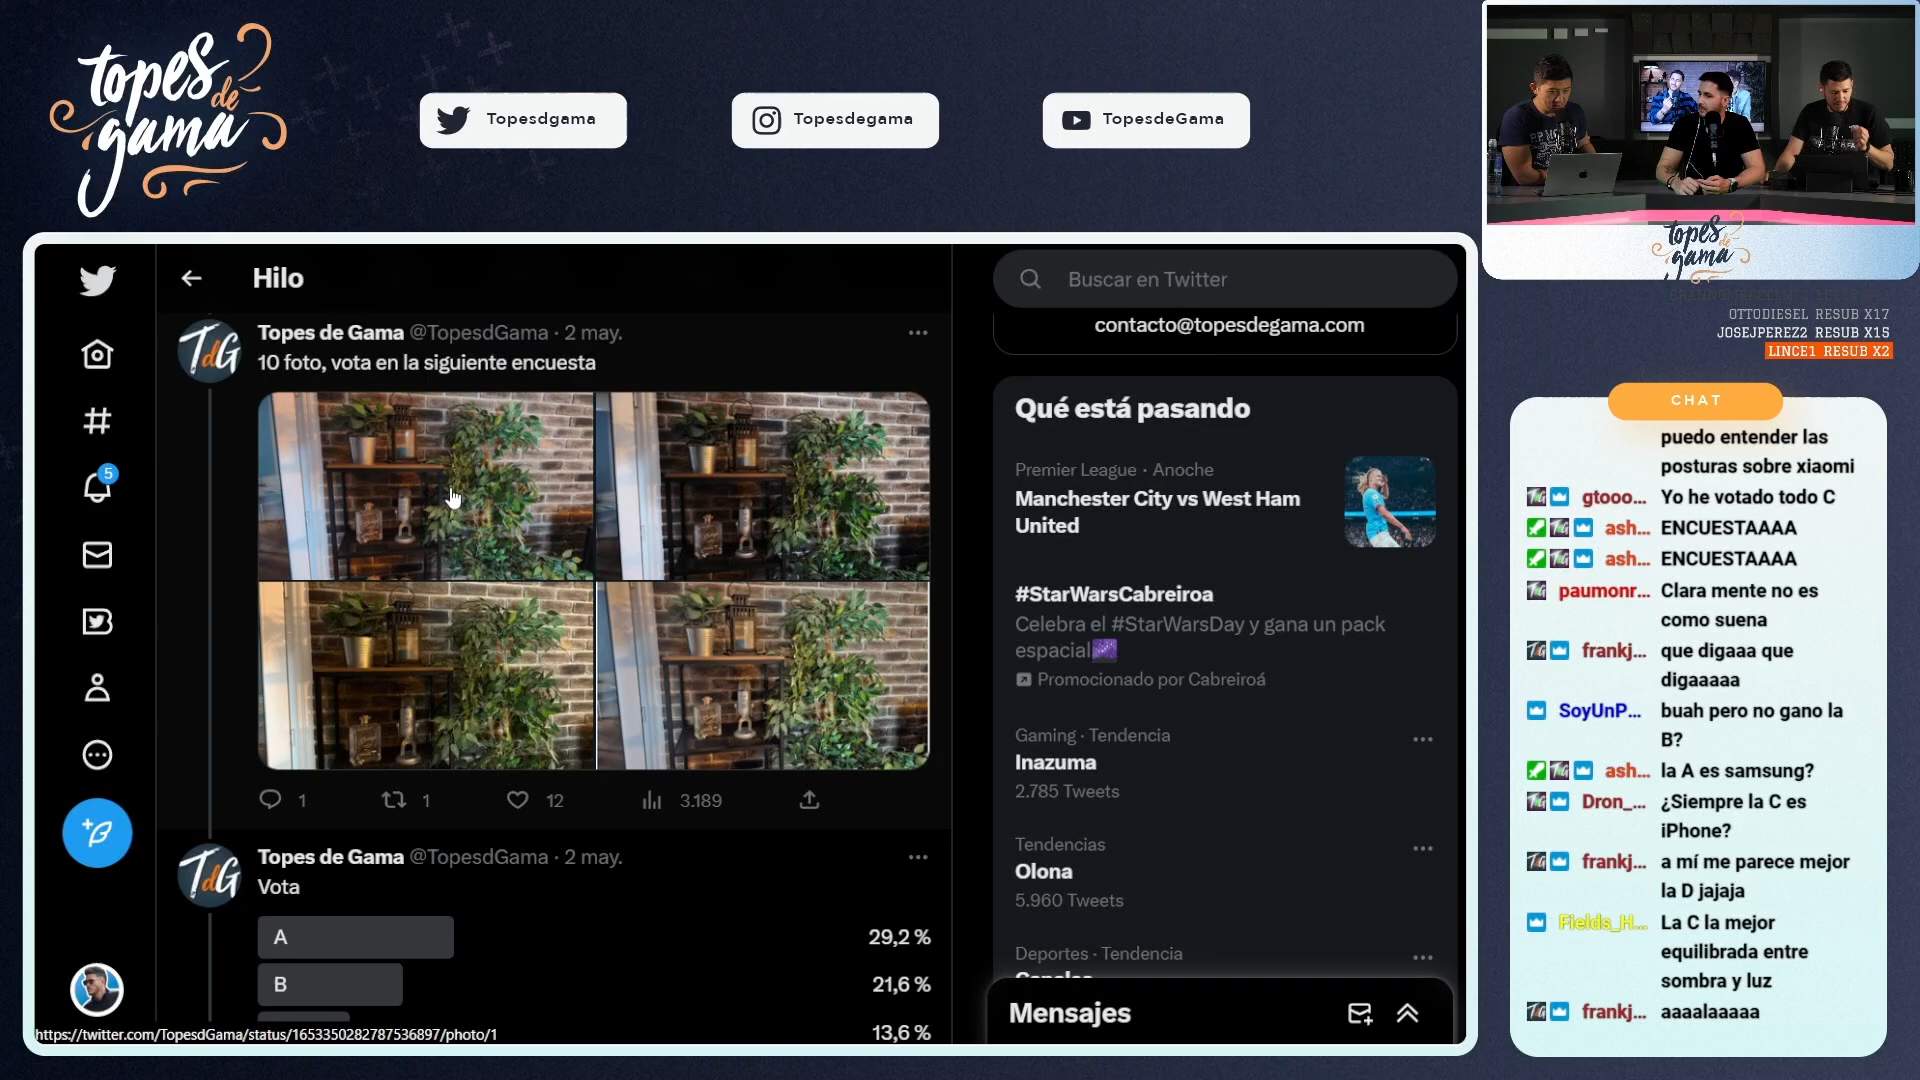 topes
de
gama
Topesdgama
Topesdegama
TopesdeGama
topes
de
gama
OTTODIESEL RESUB X17
JOSEJPEREZ2 RESUB X15
LINCE1 RESUB X2
Hilo
Buscar en Twitter
contacto@topesdegama.com
5
TdG
Topes de Gama @TopesdGama · 2 may.
10 foto, vota en la siguiente encuesta
1
1
12
3.189
TdG
Topes de Gama @TopesdGama · 2 may.
Vota
A
29,2 %
B
21,6 %
13,6 %
https://twitter.com/TopesdGama/status/1653350282787536897/photo/1
Qué está pasando
Premier League · Anoche
Manchester City vs West Ham
United
#StarWarsCabreiroa
Celebra el #StarWarsDay y gana un pack
espacial
Promocionado por Cabreiroá
Gaming · Tendencia
Inazuma
2.785 Tweets
Tendencias
Olona
5.960 Tweets
Deportes · Tendencia
Mensajes
CHAT
puedo entender las
posturas sobre xiaomi
gtooo... Yo he votado todo C
ash... ENCUESTAAAA
ash... ENCUESTAAAA
paumonr... Clara mente no es
como suena
frankj... que digaaa que
digaaaaa
SoyUnP... buah pero no gano la
B?
ash... la A es samsung?
Dron_... ¿Siempre la C es
iPhone?
frankj... a mí me parece mejor
la D jajaja
Fields_H... La C la mejor
equilibrada entre
sombra y luz
frankj... aaaalaaaaa